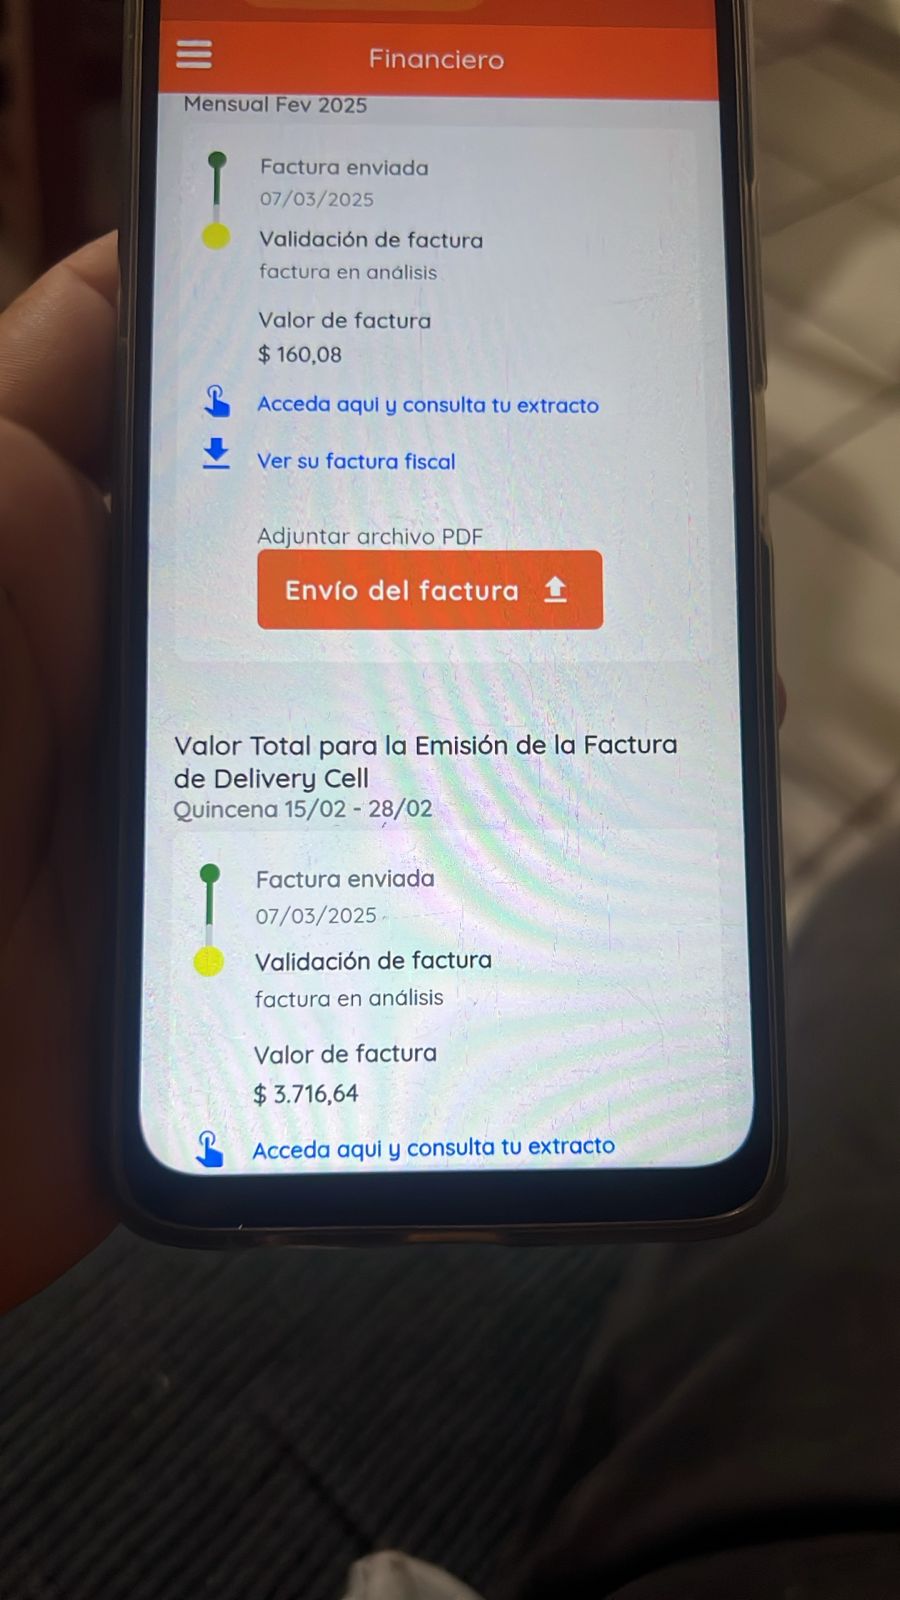 Financiero
Mensual Fev 2025
Factura enviada
07/03/2025
Validación de factura
factura en análisis
Valor de factura
$ 160,08
Acceda aqui y consulta tu extracto
Ver su factura fiscal
Adjuntar archivo PDF
Envío del factura
Valor Total para la Emisión de la Factura
de Delivery Cell
Quincena 15/02 - 28/02
Factura enviada
07/03/2025
Validación de factura
factura en análisis
Valor de factura
$ 3.716,64
Acceda aqui y consulta tu extracto